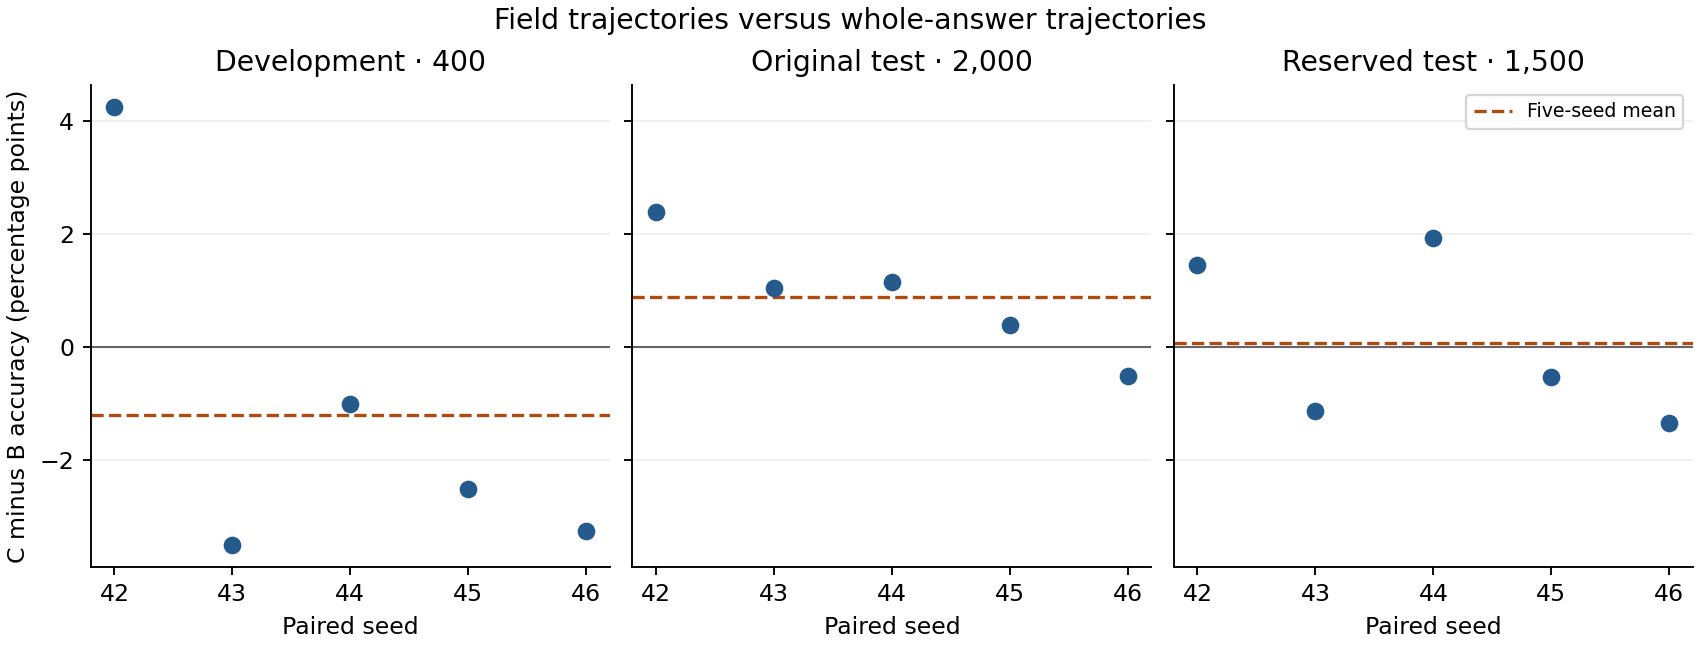 Field trajectories versus whole-answer trajectories
Development · 400
Original test · 2,000
Reserved test · 1,500
C minus B accuracy (percentage points)
4
2
0
−2
Five-seed mean
42 43 44 45 46
42 43 44 45 46
42 43 44 45 46
Paired seed
Paired seed
Paired seed